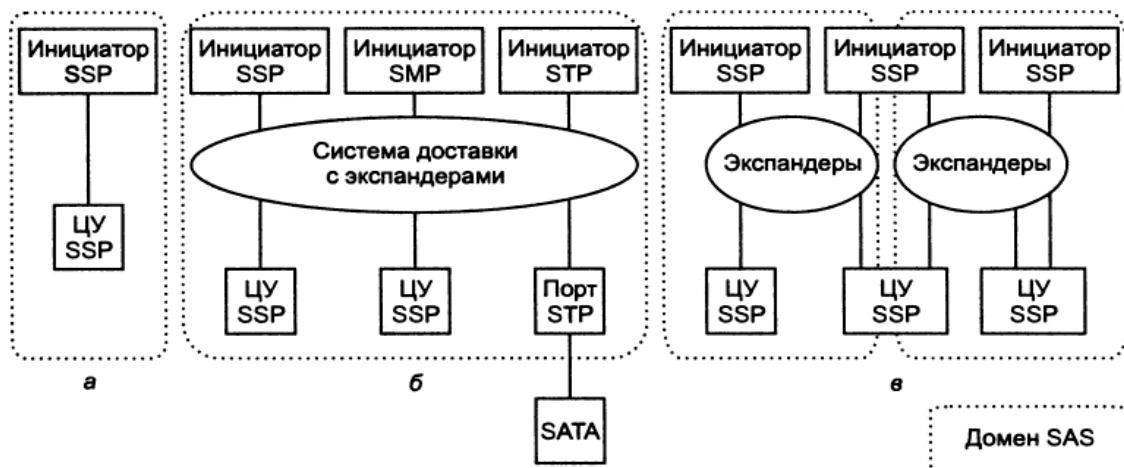 Инициатор
SSP
ЦУ
SSP
а
Инициатор
SSP
Инициатор
SMP
Инициатор
STP
Система доставки
с экспандерами
ЦУ
SSP
ЦУ
SSP
Порт
STP
б
SATA
Инициатор
SSP
Инициатор
SSP
Инициатор
SSP
Экспандеры
Экспандеры
ЦУ
SSP
ЦУ
SSP
ЦУ
SSP
в
Домен SAS